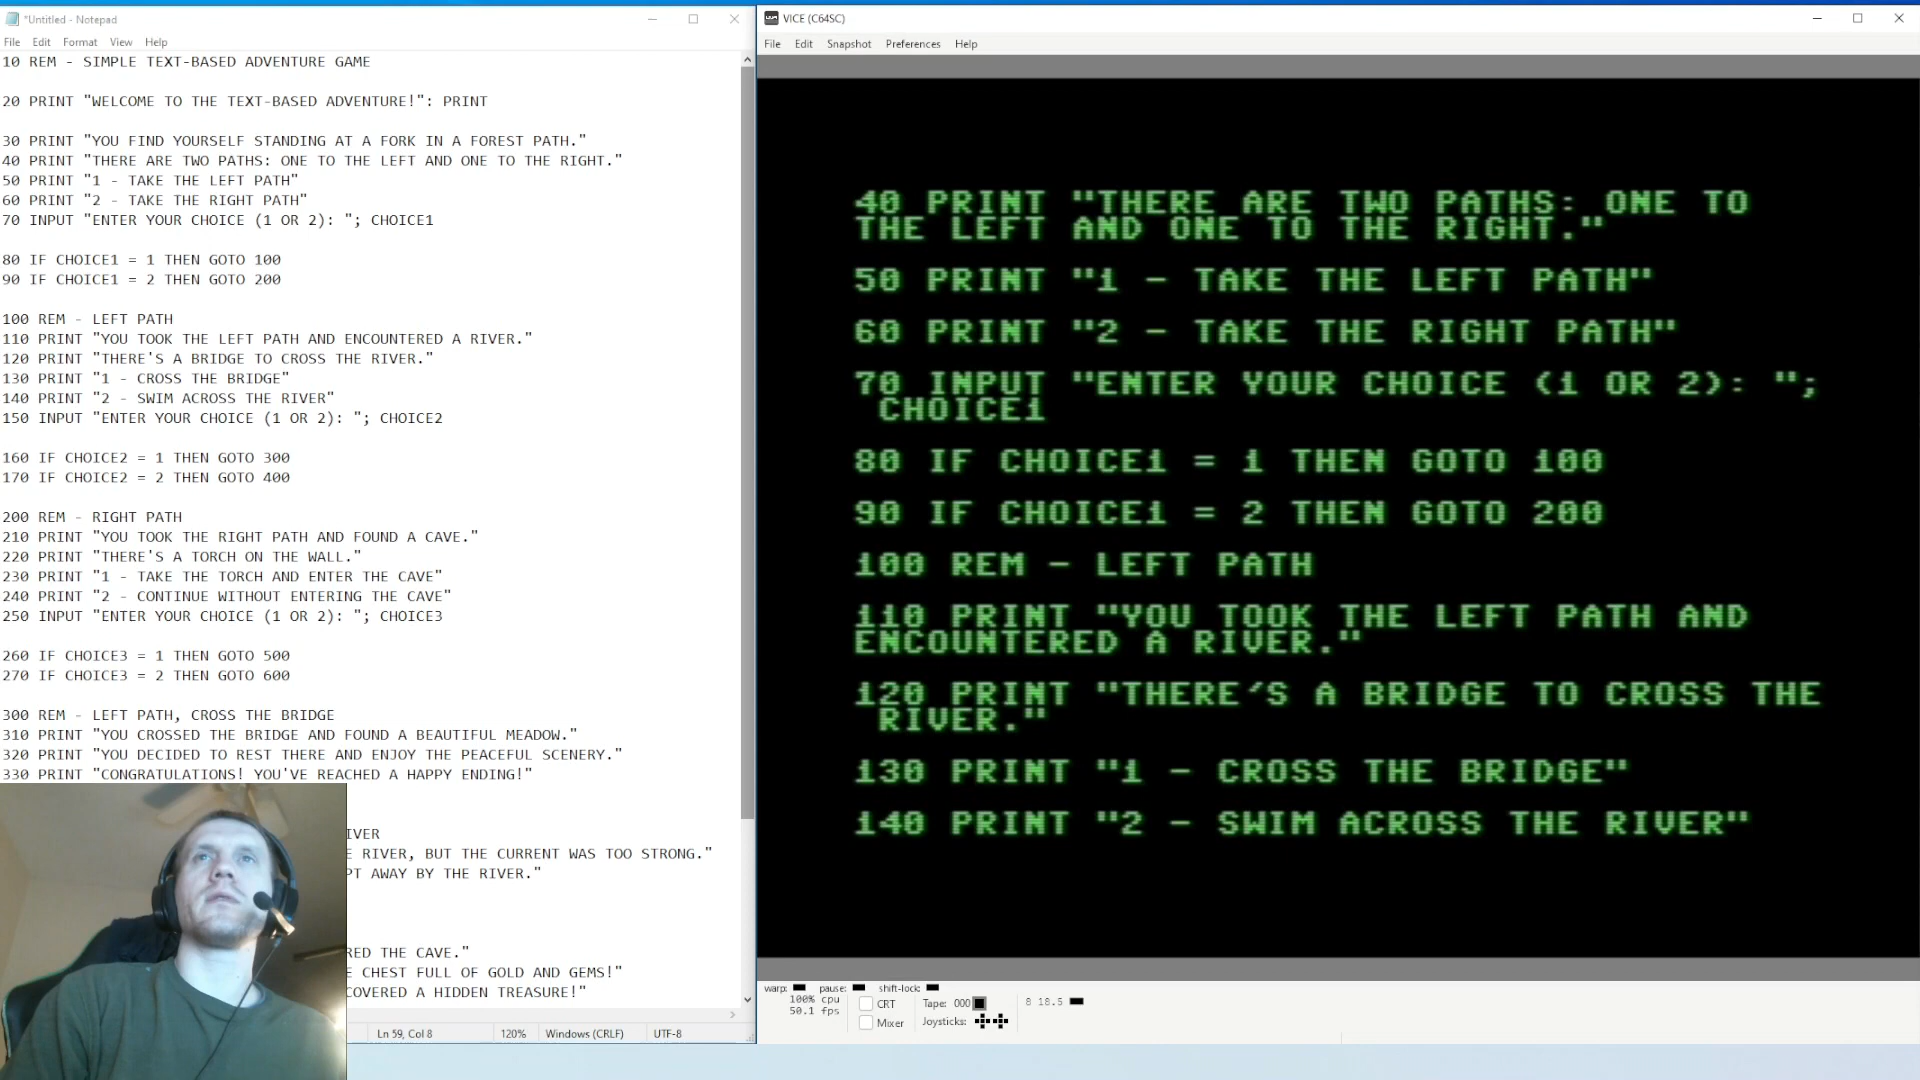 *Untitled - Notepad
File Edit Format View Help
10 REM - SIMPLE TEXT-BASED ADVENTURE GAME
20 PRINT "WELCOME TO THE TEXT-BASED ADVENTURE!": PRINT
30 PRINT "YOU FIND YOURSELF STANDING AT A FORK IN A FOREST PATH."
40 PRINT "THERE ARE TWO PATHS: ONE TO THE LEFT AND ONE TO THE RIGHT."
50 PRINT "1 - TAKE THE LEFT PATH"
60 PRINT "2 - TAKE THE RIGHT PATH"
70 INPUT "ENTER YOUR CHOICE (1 OR 2): "; CHOICE1
80 IF CHOICE1 = 1 THEN GOTO 100
90 IF CHOICE1 = 2 THEN GOTO 200
100 REM - LEFT PATH
110 PRINT "YOU TOOK THE LEFT PATH AND ENCOUNTERED A RIVER."
120 PRINT "THERE'S A BRIDGE TO CROSS THE RIVER."
130 PRINT "1 - CROSS THE BRIDGE"
140 PRINT "2 - SWIM ACROSS THE RIVER"
150 INPUT "ENTER YOUR CHOICE (1 OR 2): "; CHOICE2
160 IF CHOICE2 = 1 THEN GOTO 300
170 IF CHOICE2 = 2 THEN GOTO 400
200 REM - RIGHT PATH
210 PRINT "YOU TOOK THE RIGHT PATH AND FOUND A CAVE."
220 PRINT "THERE'S A TORCH ON THE WALL."
230 PRINT "1 - TAKE THE TORCH AND ENTER THE CAVE"
240 PRINT "2 - CONTINUE WITHOUT ENTERING THE CAVE"
250 INPUT "ENTER YOUR CHOICE (1 OR 2): "; CHOICE3
260 IF CHOICE3 = 1 THEN GOTO 500
270 IF CHOICE3 = 2 THEN GOTO 600
300 REM - LEFT PATH, CROSS THE BRIDGE
310 PRINT "YOU CROSSED THE BRIDGE AND FOUND A BEAUTIFUL MEADOW."
320 PRINT "YOU DECIDED TO REST THERE AND ENJOY THE PEACEFUL SCENERY."
330 PRINT "CONGRATULATIONS! YOU'VE REACHED A HAPPY ENDING!"
IVER
E RIVER, BUT THE CURRENT WAS TOO STRONG."
PT AWAY BY THE RIVER."
RED THE CAVE."
E CHEST FULL OF GOLD AND GEMS!"
COVERED A HIDDEN TREASURE!"
Ln 59, Col 8 120% Windows (CRLF) UTF-8
VICE (C64SC)
File Edit Snapshot Preferences Help
40 PRINT "THERE ARE TWO PATHS: ONE TO
THE LEFT AND ONE TO THE RIGHT."
50 PRINT "1 - TAKE THE LEFT PATH"
60 PRINT "2 - TAKE THE RIGHT PATH"
70 INPUT "ENTER YOUR CHOICE (1 OR 2): ";
CHOICE1
80 IF CHOICE1 = 1 THEN GOTO 100
90 IF CHOICE1 = 2 THEN GOTO 200
100 REM - LEFT PATH
110 PRINT "YOU TOOK THE LEFT PATH AND
ENCOUNTERED A RIVER."
120 PRINT "THERE'S A BRIDGE TO CROSS THE
RIVER."
130 PRINT "1 - CROSS THE BRIDGE"
140 PRINT "2 - SWIM ACROSS THE RIVER"
warp: pause: shift-lock:
100% cpu
50.1 fps
CRT
Mixer
Tape: 000
Joysticks:
8 18.5